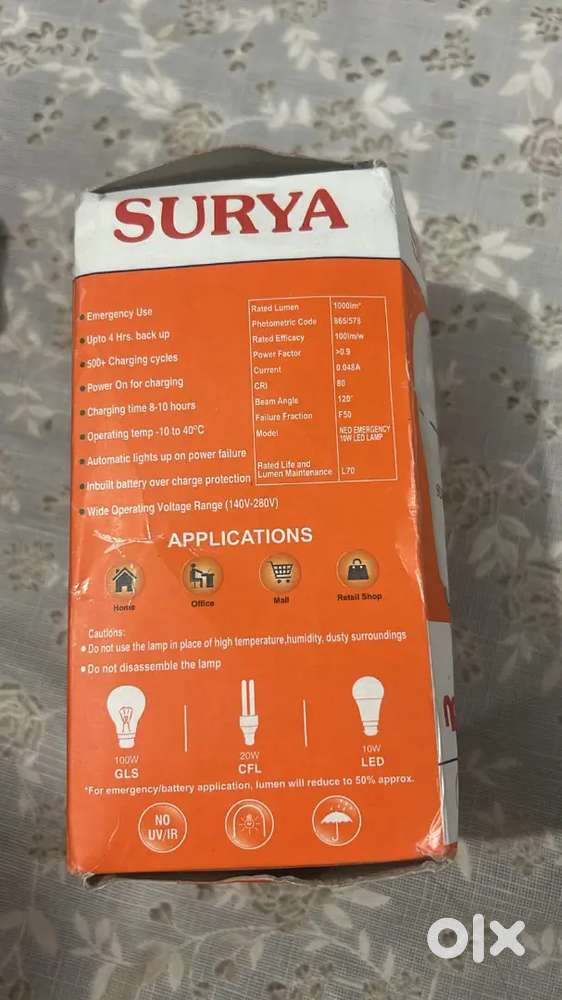 SURYA
• Emergency Use
• Upto 4 Hrs. back up
• 500+ Charging cycles
• Power On for charging
• Charging time 8-10 hours
• Operating temp -10 to 40°C
• Automatic lights up on power failure
• Inbuilt battery over charge protection
• Wide Operating Voltage Range (140V-280V)
Rated Lumen 1000lm*
Photometric Code 865/578
Rated Efficacy 100lm/w
Power Factor >0.9
Current 0.048A
CRI 80
Beam Angle 120°
Failure Fraction F50
Model NEO EMERGENCY
10W LED LAMP
Rated Life and
Lumen Maintenance L70
APPLICATIONS
Home Office Mall Retail Shop
Cautions:
• Do not use the lamp in place of high temperature,humidity, dusty surroundings
• Do not disassemble the lamp
100W 20W 10W
GLS CFL LED
*For emergency/battery application, lumen will reduce to 50% approx.
NO
UV/IR
olx